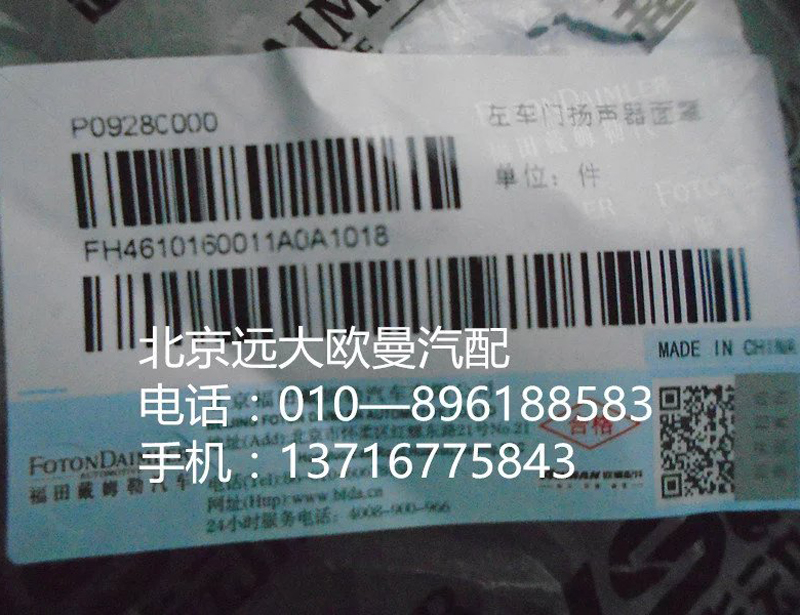 P0928C000
左车门扬声器面罩
单位：件
FH4610160011A0A1018
北京远大欧曼汽配
MADE IN CHINA
电话：010—896188583
合格
手机：13716775843
FOTONDAIMLER
AUTOMOTIVE
福田戴姆勒汽车
网址(Http):www.bfda.cn
24小时服务电话：4008-900-966